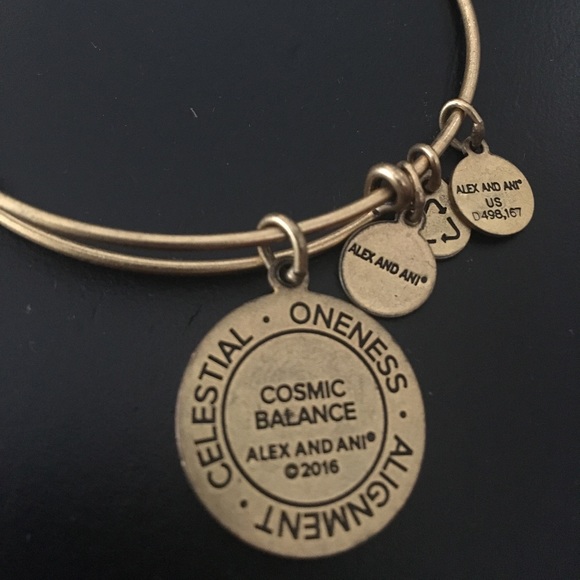 CELESTIAL · ONENESS · ALIGNMENT ·
COSMIC
BALANCE
ALEX AND ANI®
©2016
ALEX AND ANI®
ALEX AND ANI®
US
D498,167